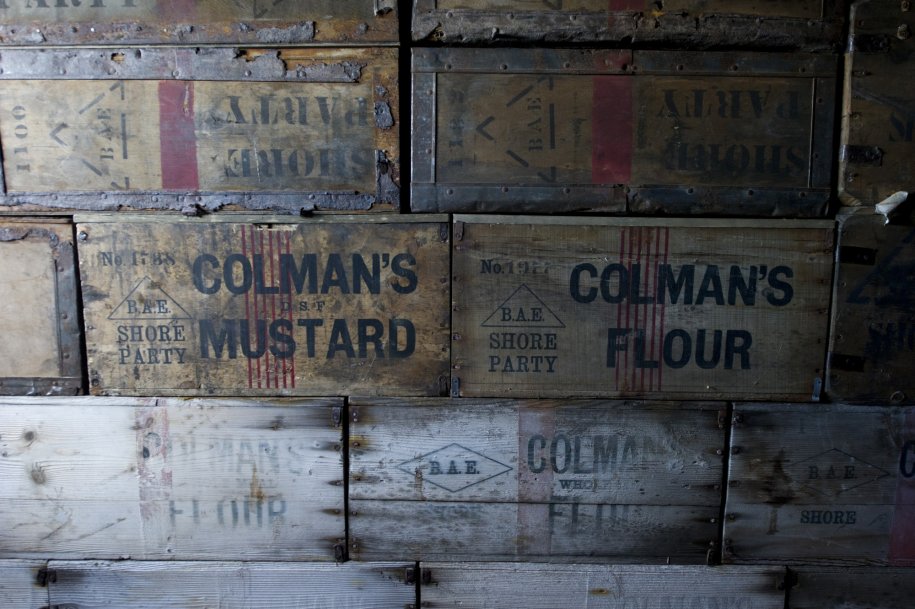 PARTY
1100
B.A.E
SHORE
PARTY
B.A.E
SHORE
PARTY
No. 1788
B.A.E.
SHORE
PARTY
COLMAN'S
D.S.F
MUSTARD
B.A.E.
SHORE
PARTY
COLMAN'S
FLOUR
COLMAN'S
FLOUR
B.A.E.
COLMAN'S
FLOUR
B.A.E.
SHORE